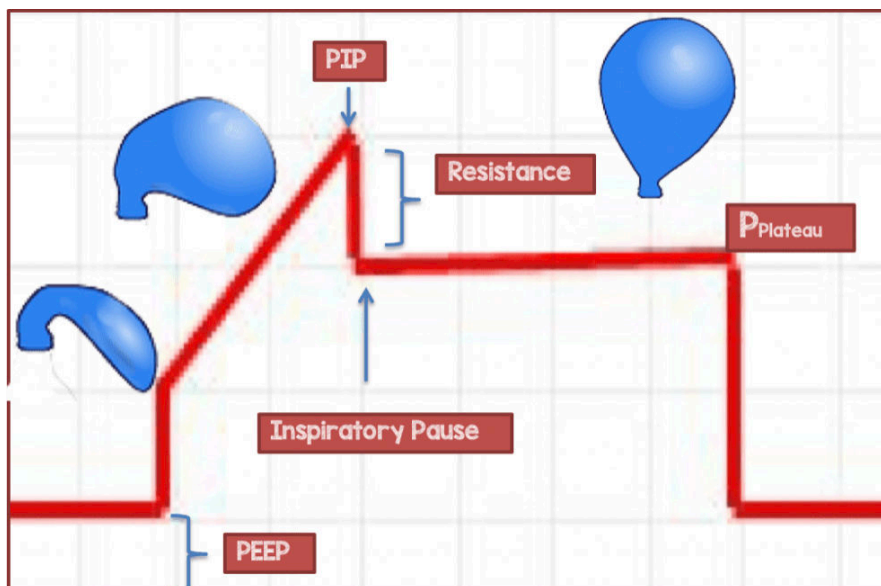 PIP
Resistance
PPlateau
Inspiratory Pause
PEEP